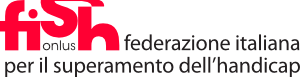 fish
onlus federazione italiana
per il superamento dell'handicap